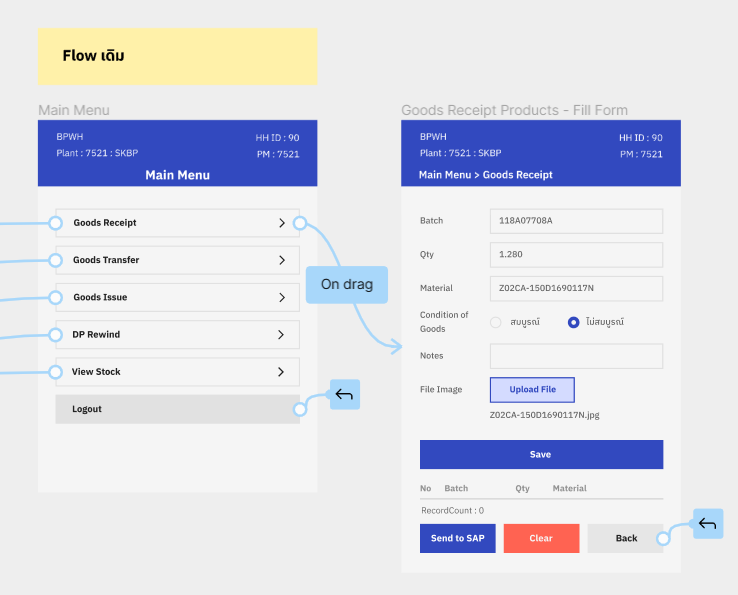 Flow เดิม
Main Menu
BPWH
HH ID : 90
Plant : 7521 : SKBP
PM : 7521
Main Menu
Goods Receipt
Goods Transfer
Goods Issue
DP Rewind
View Stock
Logout
On drag
Goods Receipt Products - Fill Form
BPWH
HH ID : 90
Plant : 7521 : SKBP
PM : 7521
Main Menu > Goods Receipt
Batch
118A07708A
Qty
1.280
Material
Z02CA-150D1690117N
Condition of
Goods
สมบูรณ์
ไม่สมบูรณ์
Notes
File Image
Upload File
Z02CA-150D1690117N.jpg
Save
No Batch Qty Material
RecordCount : 0
Send to SAP
Clear
Back